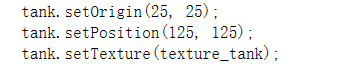 tank.setOrigin(25, 25);
tank.setPosition(125, 125);
tank.setTexture(texture_tank);